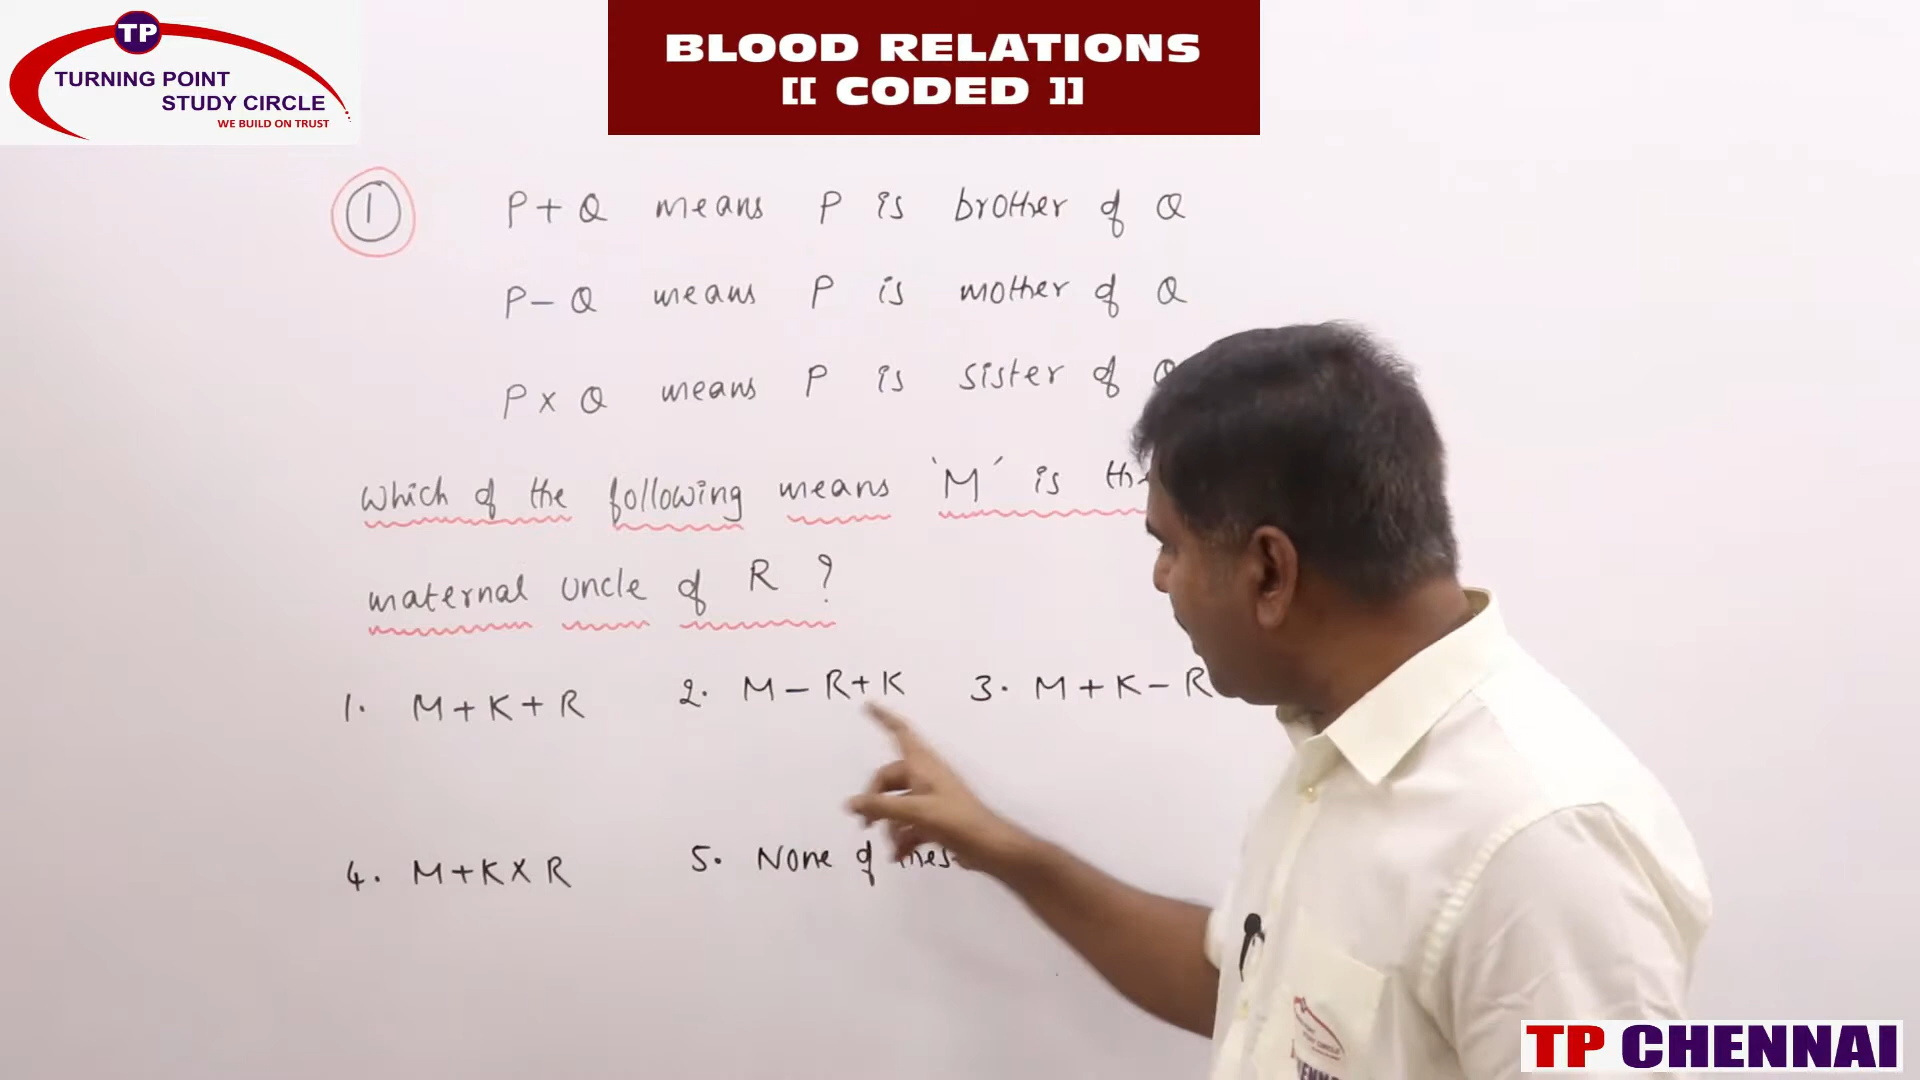 TP
TURNING POINT
STUDY CIRCLE
WE BUILD ON TRUST
BLOOD RELATIONS
[[ CODED ]]
1 P + Q means P is brother of Q
P - Q means P is mother of Q
P x Q means P is sister of Q
which of the following means 'M' is the
maternal uncle of R ?
1. M + K + R 2. M - R + K 3. M + K - R
4. M + K X R 5. None of
TP CHENNAI